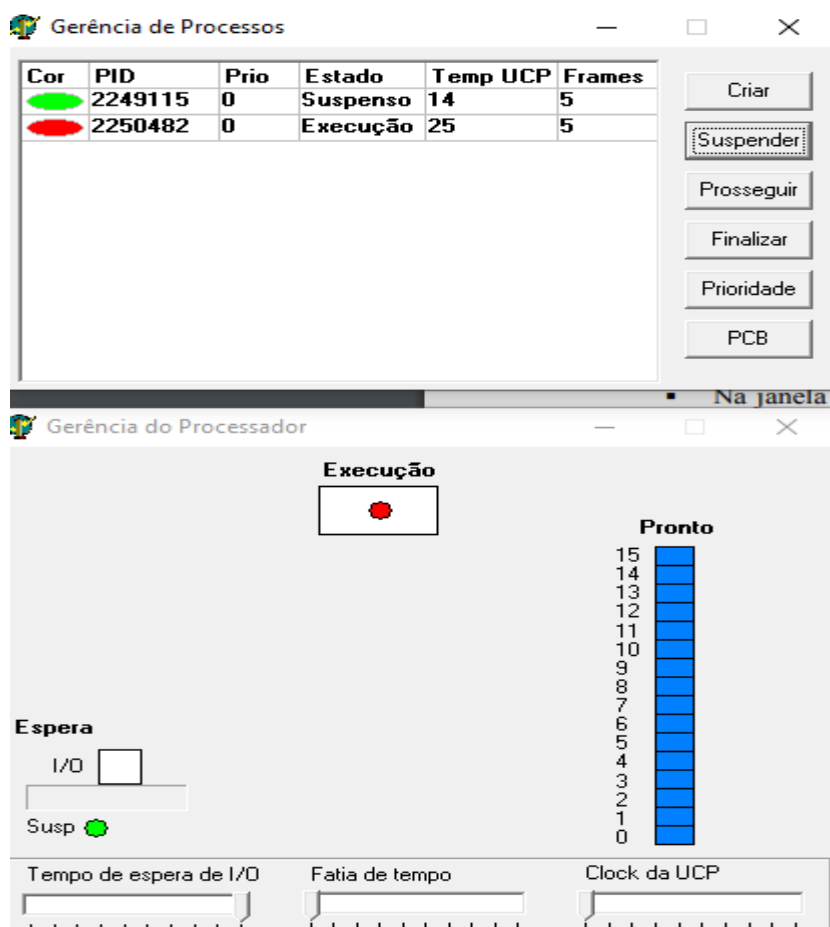 Gerência de Processos
Cor PID Prio Estado Temp UCP Frames
2249115 0 Suspenso 14 5
2250482 0 Execução 25 5
Criar
Suspender
Prosseguir
Finalizar
Prioridade
PCB
Na janela
Gerência do Processador
Execução
Pronto
15
14
13
12
11
10
9
8
7
6
5
4
3
2
1
0
Espera
I/O
Susp
Tempo de espera de I/O Fatia de tempo Clock da UCP